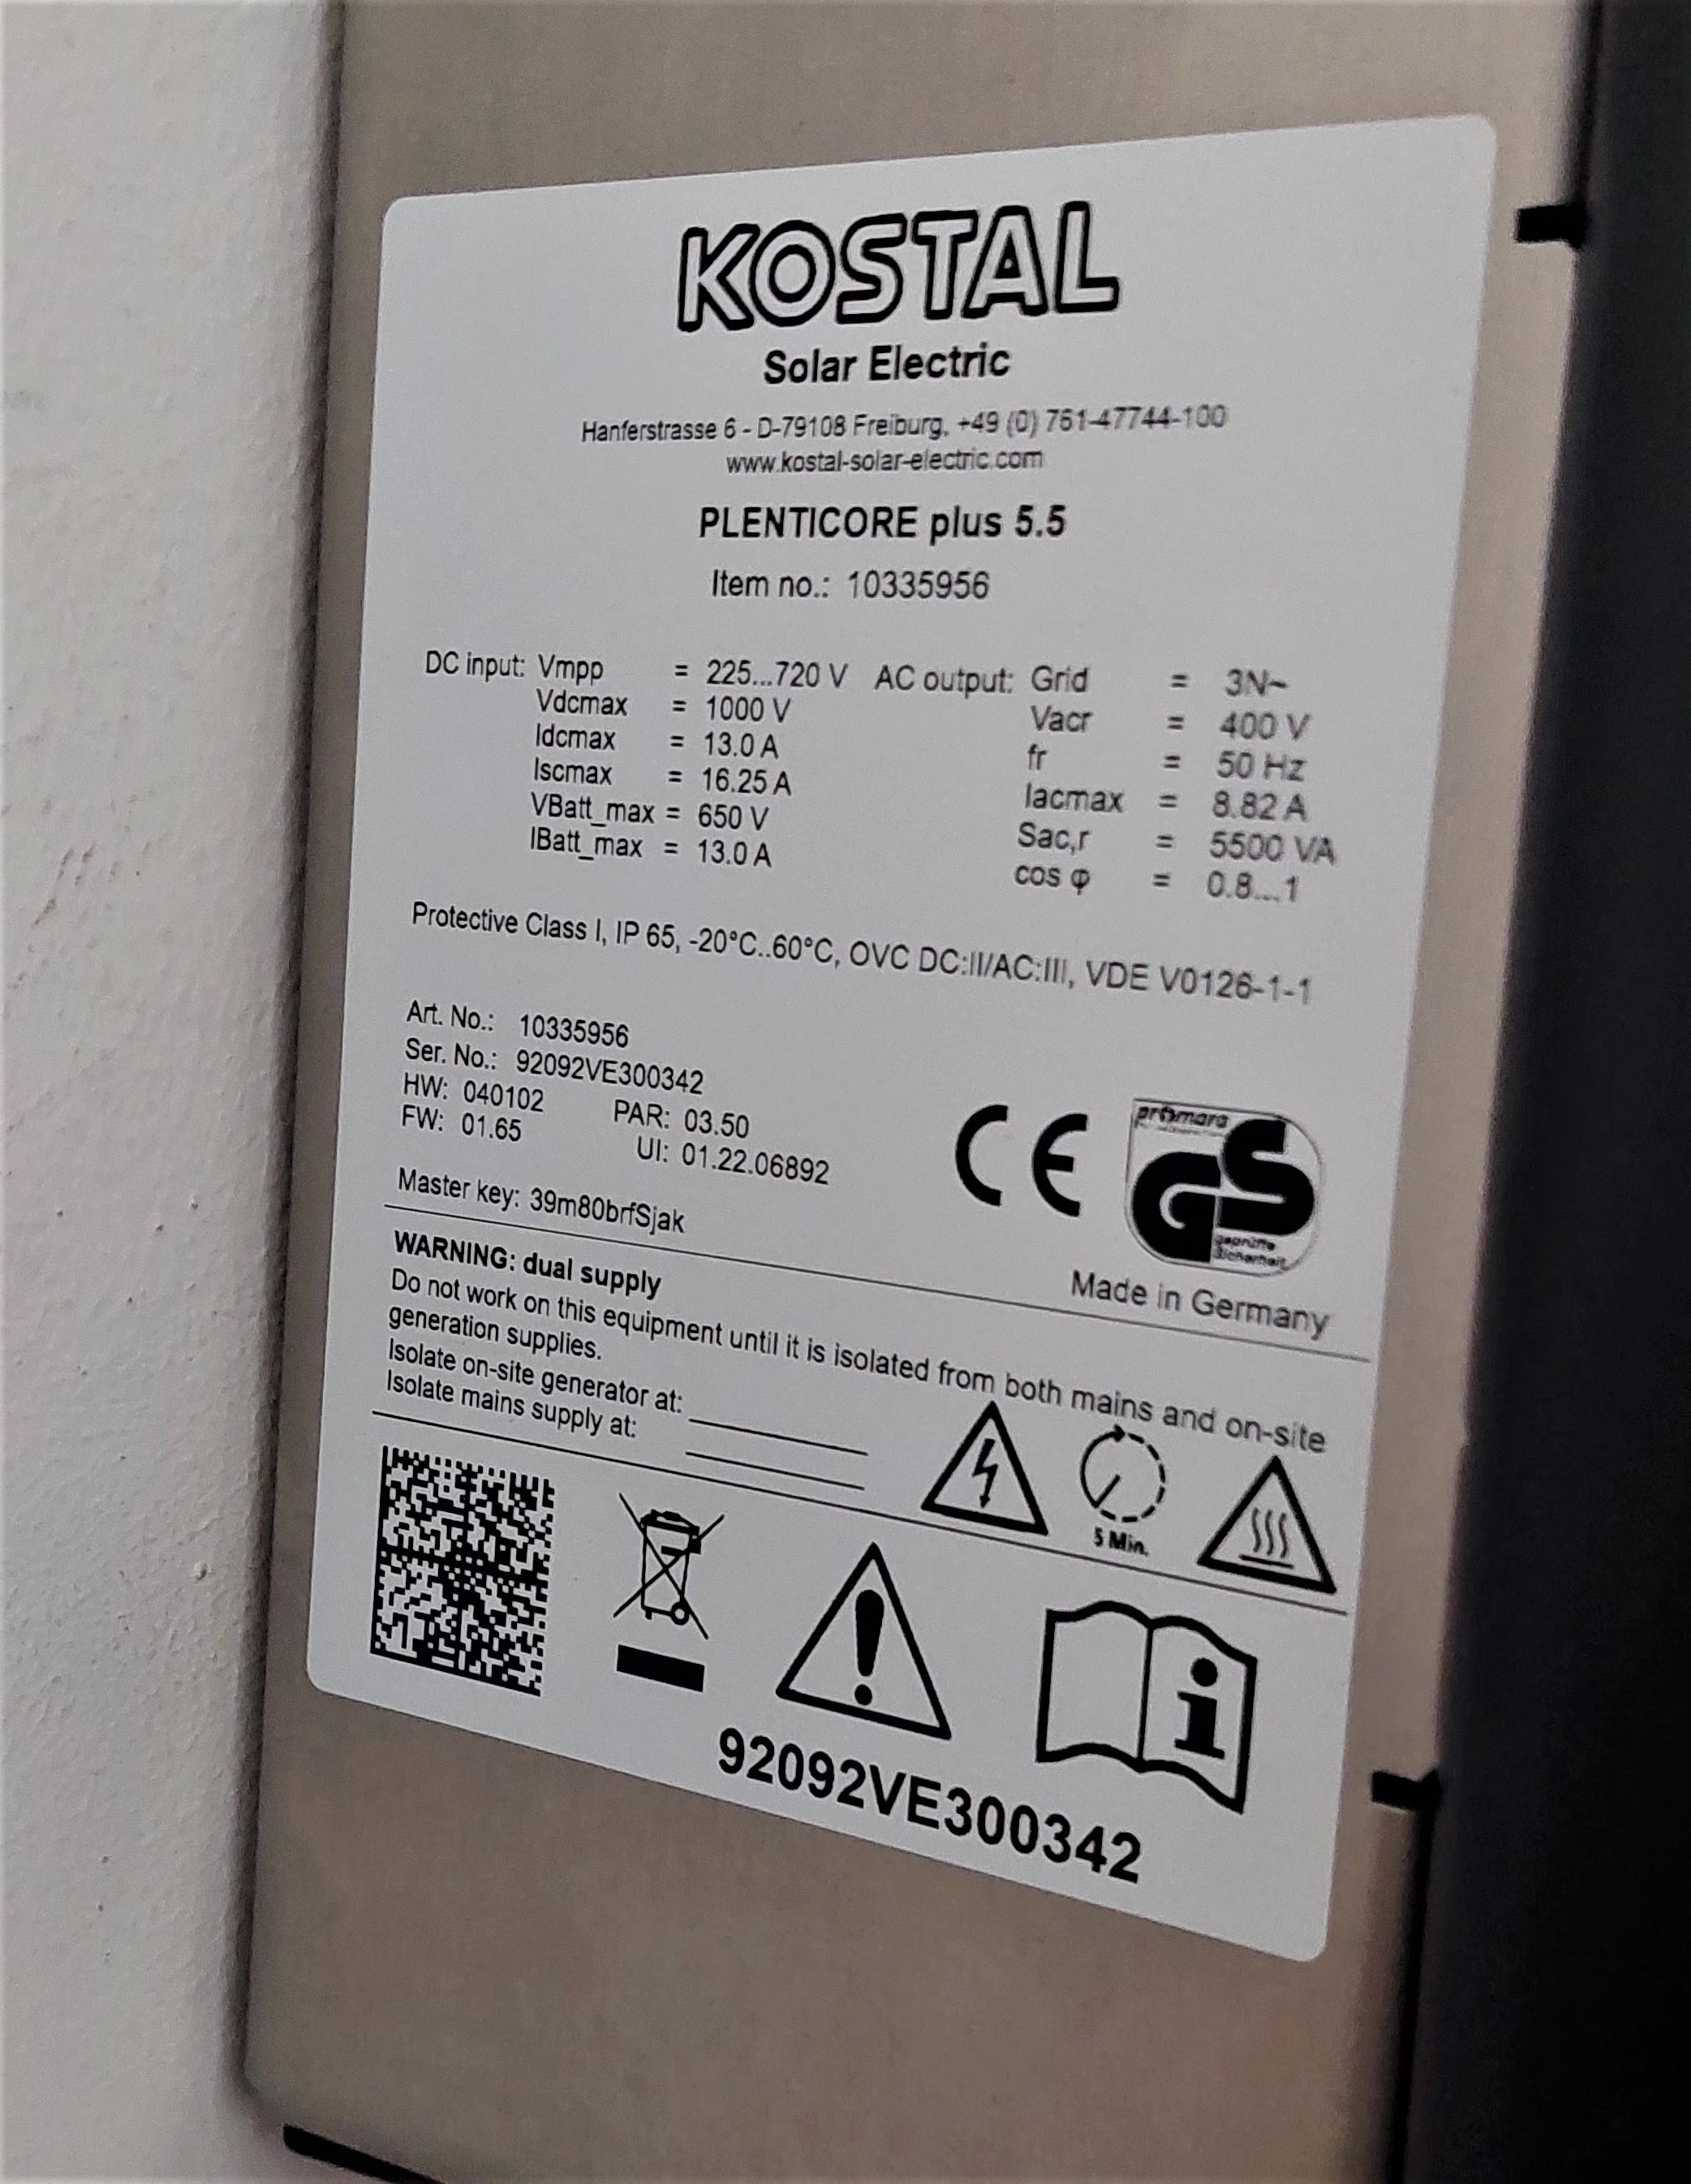 KOSTAL
Solar Electric
Hanferstrasse 6 - D-79108 Freiburg, +49 (0) 761-47744-100
www.kostal-solar-electric.com
PLENTICORE plus 5.5
Item no.: 10335956
DC input: Vmpp = 225...720 V AC output: Grid = 3N~
Vdcmax = 1000 V Vacr = 400 V
Idcmax = 13.0 A fr = 50 Hz
Iscmax = 16.25 A Iacmax = 8.82 A
VBatt_max = 650 V Sac,r = 5500 VA
IBatt_max = 13.0 A cos φ = 0.8...1
Protective Class I, IP 65, -20°C..60°C, OVC DC:II/AC:III, VDE V0126-1-1
Art. No.: 10335956
Ser. No.: 92092VE300342
HW: 040102 PAR: 03.50
FW: 01.65 UI: 01.22.06892
Master key: 39m80brfSjak
CE
GS
geprüfte
Sicherheit
Made in Germany
WARNING: dual supply
Do not work on this equipment until it is isolated from both mains and on-site
generation supplies.
Isolate on-site generator at:
Isolate mains supply at:
5 Min.
92092VE300342